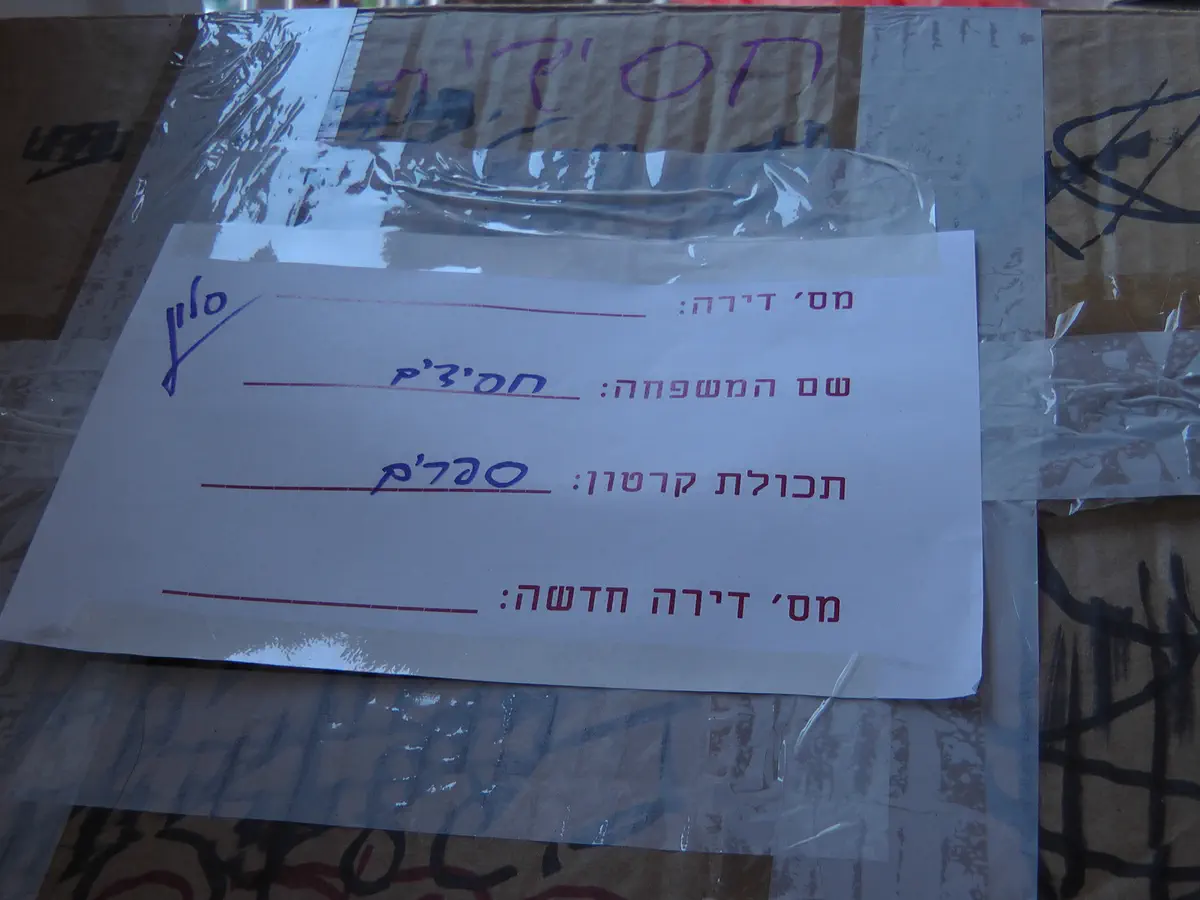 חסידים
סלון
מס׳ דירה:
שם המשפחה: חסידים
תכולת קרטון: ספרים
מס׳ דירה חדשה: